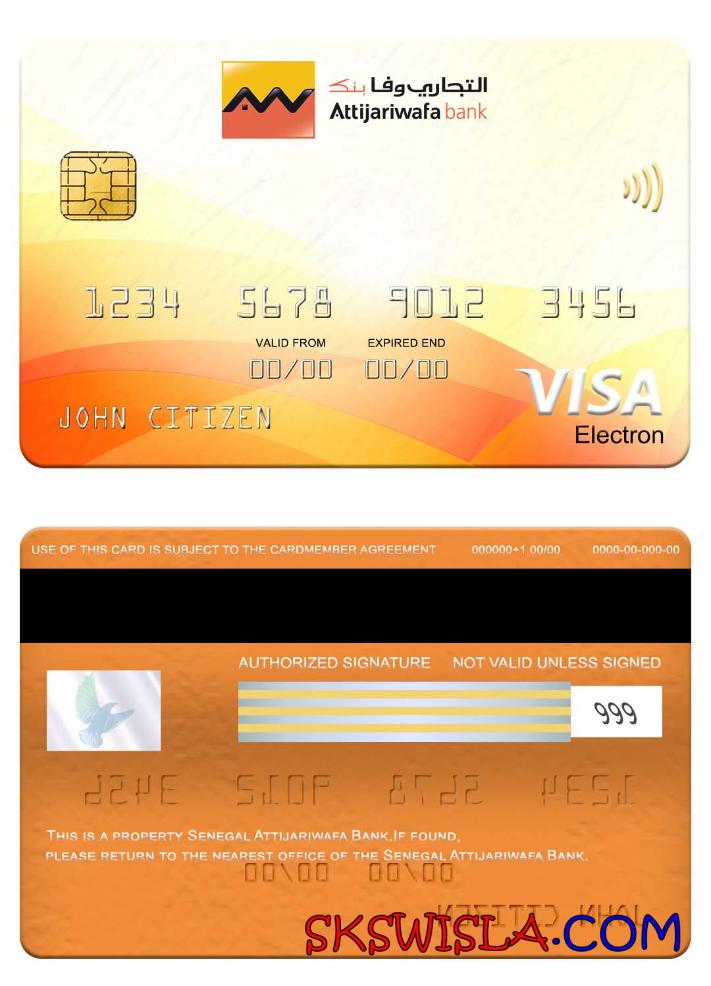 التجاري وفا بنك
Attijariwafa bank
1234 5678 9012 3456
VALID FROM EXPIRED END
00/00 00/00
VISA
JOHN CITIZEN
Electron
USE OF THIS CARD IS SUBJECT TO THE CARDMEMBER AGREEMENT 000000+1 00/00 0000-00-000-00
AUTHORIZED SIGNATURE NOT VALID UNLESS SIGNED
999
1234 5678 9012 3456
THIS IS A PROPERTY SENEGAL ATTIJARIWAFA BANK.IF FOUND,
PLEASE RETURN TO THE NEAREST OFFICE OF THE SENEGAL ATTIJARIWAFA BANK.
00/00 00/00
JOHN CITIZEN
SKSWISLA.COM